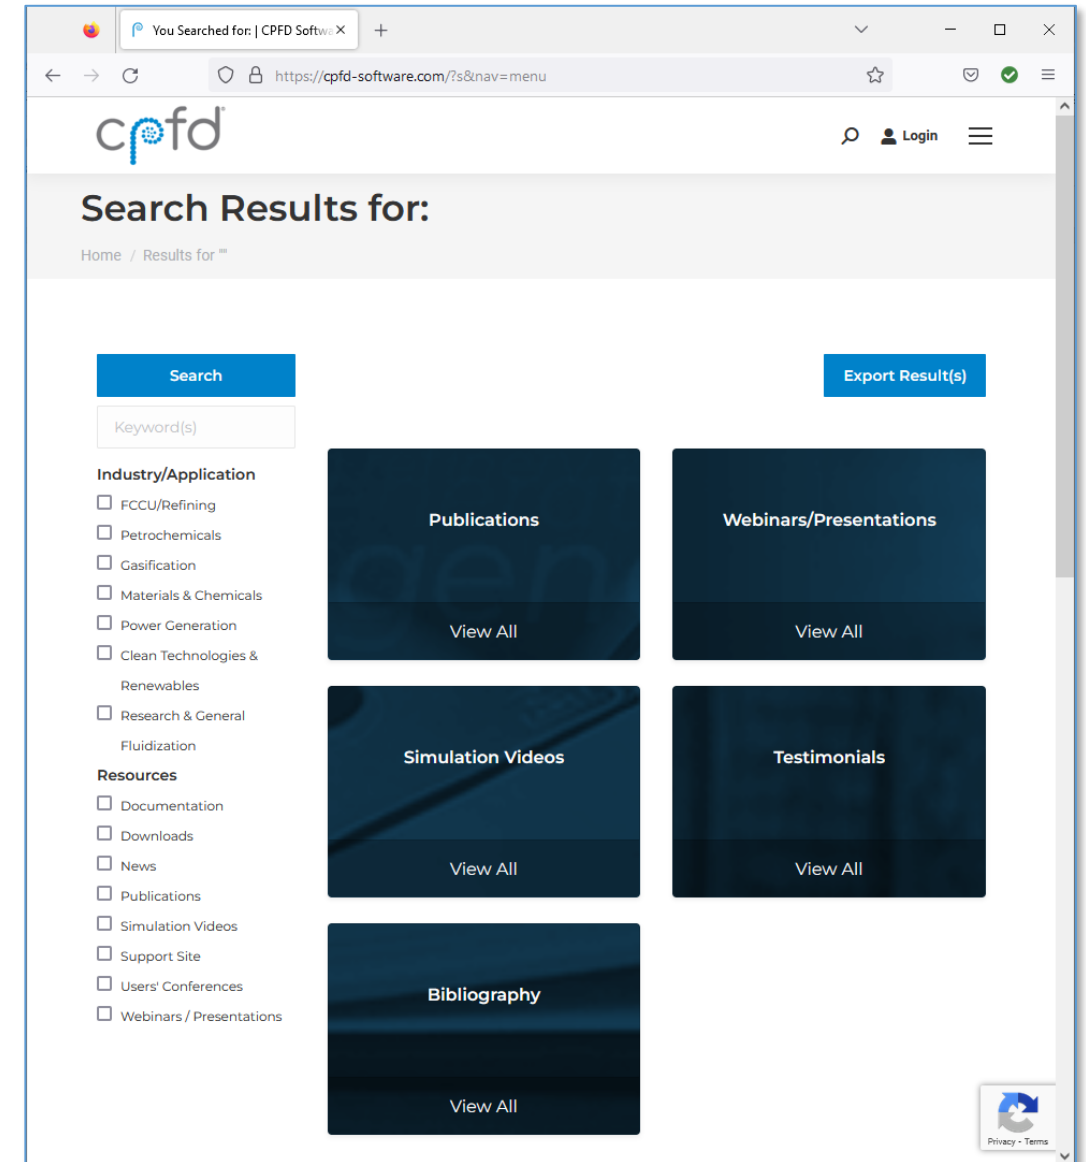 You Searched for: | CPFD Softwa
https://cpfd-software.com/?s&nav=menu
cpfd
Login
Search Results for:
Home / Results for ""
Search
Export Result(s)
Keyword(s)
Industry/Application
FCCU/Refining
Petrochemicals
Gasification
Materials & Chemicals
Power Generation
Clean Technologies &
Renewables
Research & General
Fluidization
Resources
Documentation
Downloads
News
Publications
Simulation Videos
Support Site
Users' Conferences
Webinars / Presentations
Publications
View All
Webinars/Presentations
View All
Simulation Videos
View All
Testimonials
View All
Bibliography
View All
Privacy - Terms